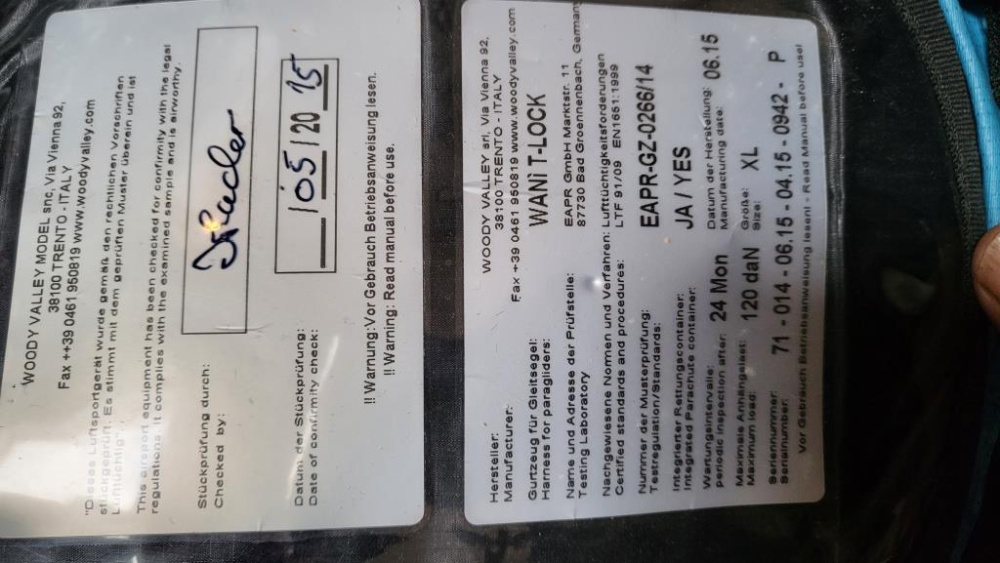 WOODY VALLEY MODEL snc, Via Vienna 92,
38100 TRENTO - ITALY
Fax ++39 0461 950819 www.woodyvalley.com
"Dieses Luftsportgerät wurde gemäß den rechtlichen Vorschriften
stückgeprüft. Es stimmt mit dem geprüften Muster überein und ist
Lufttüchtig".
This airsport equipment has been checked for confirmity with the legal
regulations. It complies with the examined sample and is airworthy.
Stückprüfung durch:
Checked by:
Datum der Stückprüfung:
Date of confirmity check:
/05/20 15
!! Warnung:Vor Gebrauch Betriebsanweisung lesen.
!! Warning: Read manual before use.
Hersteller:
Manufacturer:
WOODY VALLEY srl, Via Vienna 92,
38100 TRENTO - ITALY
Fax +39 0461 950819 www.woodyvalley.com
Gurtzeug für Gleitsegel:
Harness for paragliders:
WANI T-LOCK
Name und Adresse der Prüfstelle:
Testing Laboratory
EAPR GmbH Marktstr. 11
87730 Bad Groennenbach, German
Nachgewiesene Normen und Verfahren: Lufttüchtigkeitsforderungen
Certified standards and procedures: LTF 91/09 EN1651:1999
Nummer der Musterprüfung:
Testregulation/Standards:
EAPR-GZ-0266/14
Integrierter Rettungscontainer:
Integrated Parachute container:
JA / YES
Wartungsintervalle:
periodic inspection after:
24 Mon
Datum der Herstellung:
Manufacturing date:
06.15
Maximale Anhängelast:
Maximum load:
120 daN
Größe:
Size:
XL
Seriennummer:
Serialnumber:
71 - 014 - 06.15 - 04.15 - 0942 - P
Vor Gebrauch Betriebsanweisung lesen! - Read Manual before use!